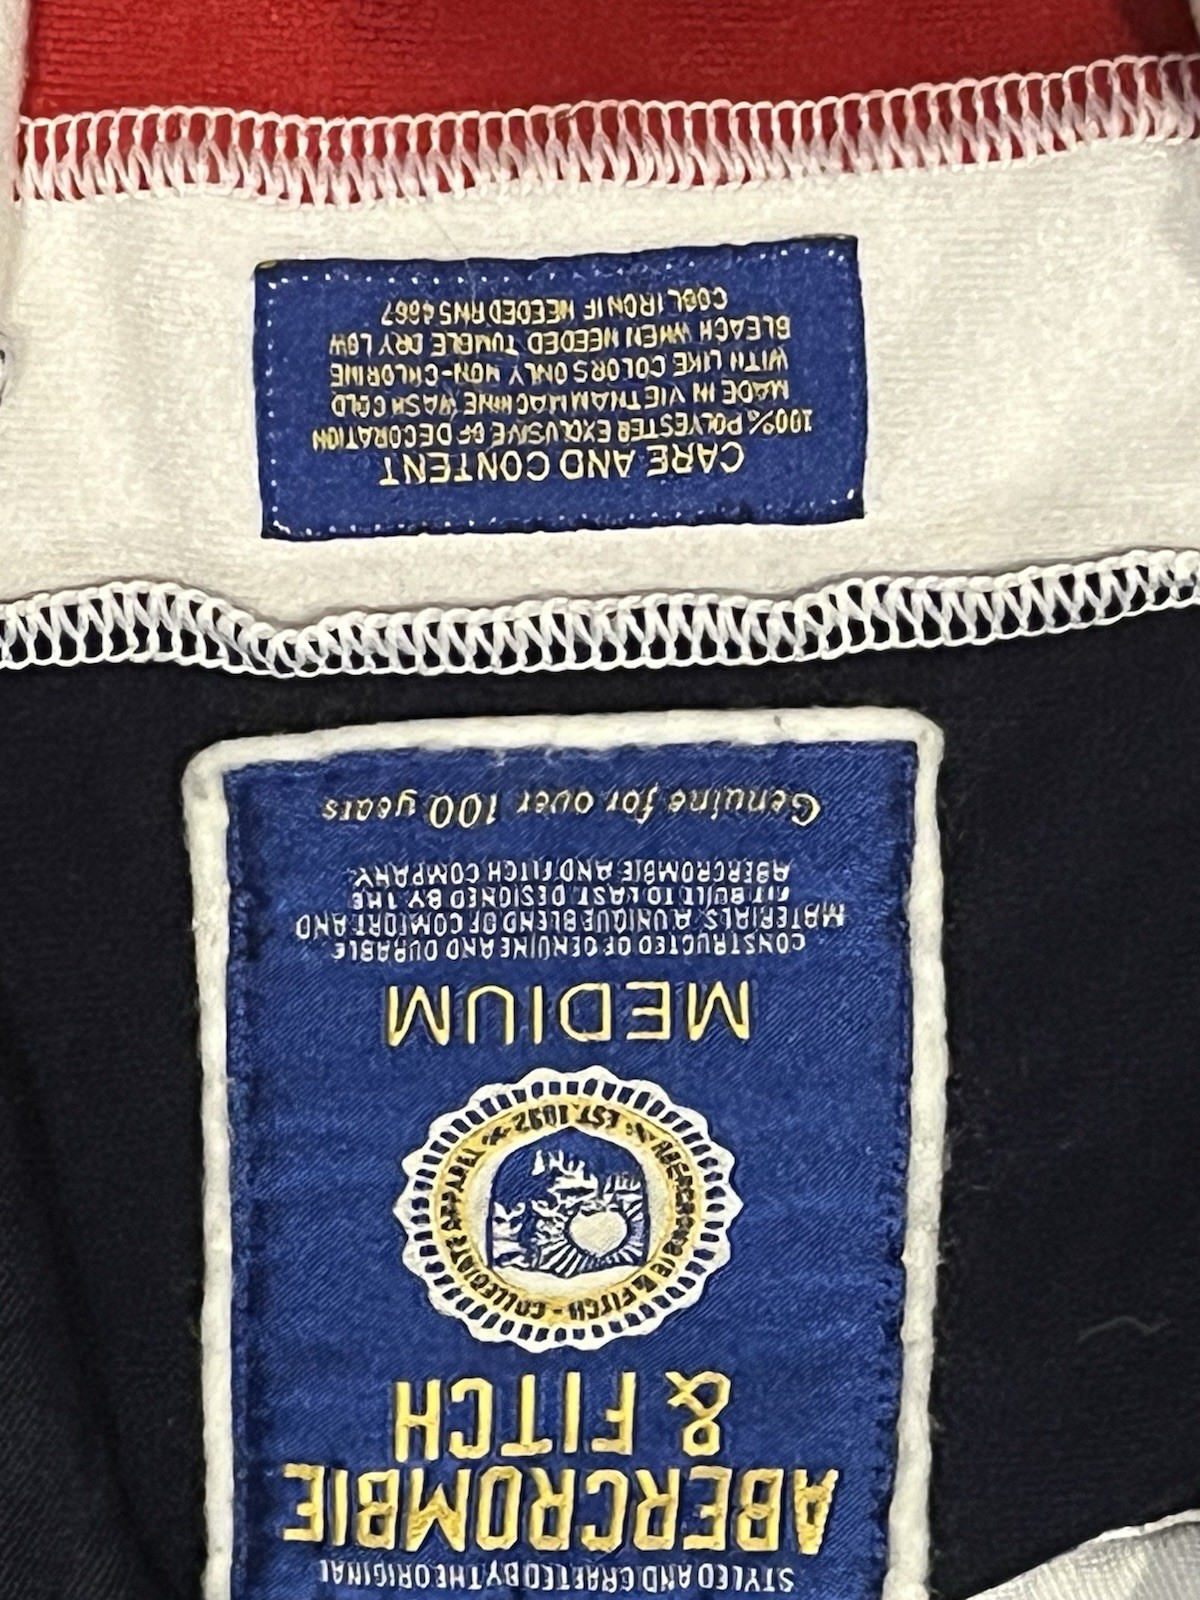 STYLED AND CRAFTED BY THE ORIGINAL
ABERCROMBIE
& FITCH
ABERCROMBIE & FITCH - COLLEGIATE APPAREL
EST. 1892
MEDIUM
CONSTRUCTED OF GENUINE AND DURABLE
MATERIALS. A UNIQUE BLEND OF COMFORT AND
FIT BUILT TO LAST. DESIGNED BY THE
ABERCROMBIE AND FITCH COMPANY.
Genuine for over 100 years
CARE AND CONTENT
100% POLYESTER EXCLUSIVE OF DECORATION
MADE IN VIETNAM MACHINE WASH COLD
WITH LIKE COLORS ONLY NON-CHLORINE
BLEACH WHEN NEEDED TUMBLE DRY LOW
COOL IRON IF NEEDED RN54667